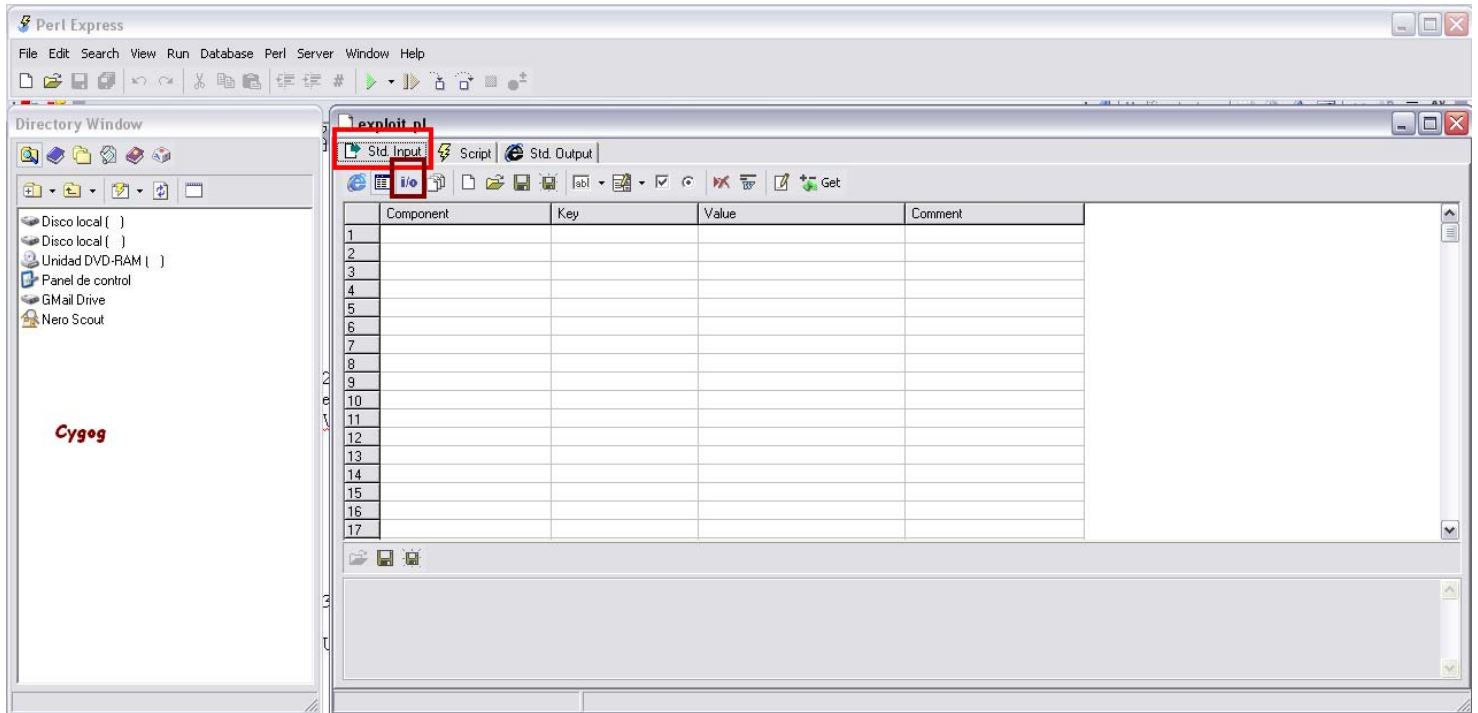 Perl Express
File Edit Search View Run Database Perl Server Window Help
Directory Window
Disco local ( )
Disco local ( )
Unidad DVD-RAM ( )
Panel de control
GMail Drive
Nero Scout
Cygog
exploit.pl
Std. Input Script Std. Output
i/o abl Get
Component Key Value Comment
1
2
3
4
5
6
7
8
9
10
11
12
13
14
15
16
17